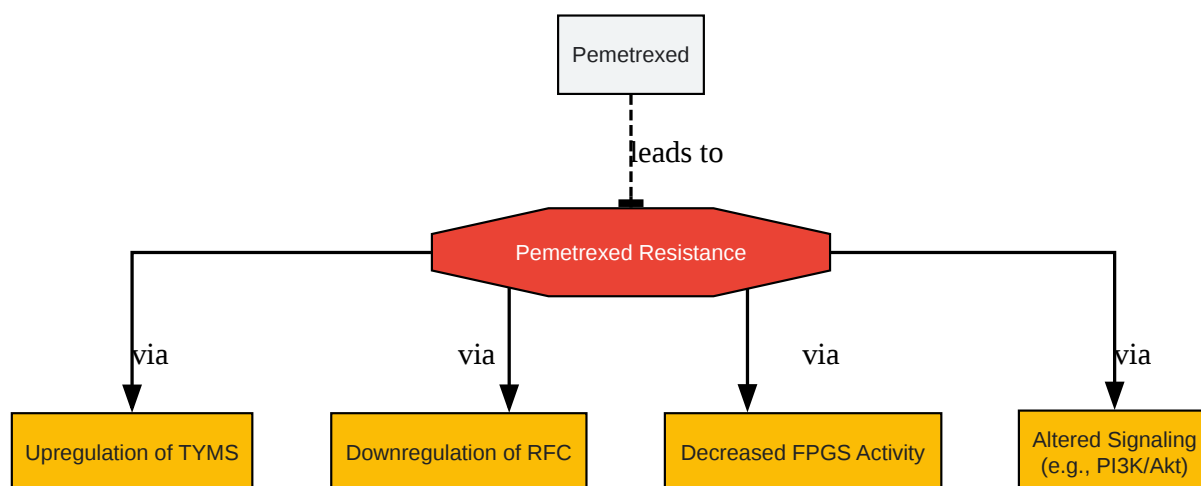 Pemetrexed
leads to
Pemetrexed Resistance
via
via
via
via
Upregulation of TYMS
Downregulation of RFC
Decreased FPGS Activity
Altered Signaling
(e.g., PI3K/Akt)